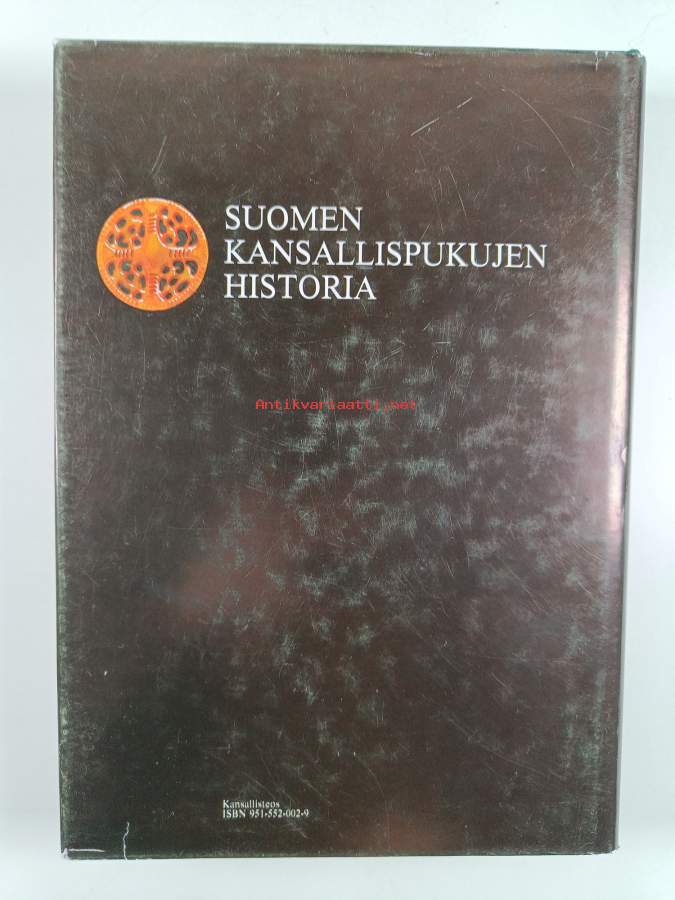 SUOMEN
KANSALLISPUKUJEN
HISTORIA
Antikvariaatti.net
Kansallisteos
ISBN 951-552-002-9